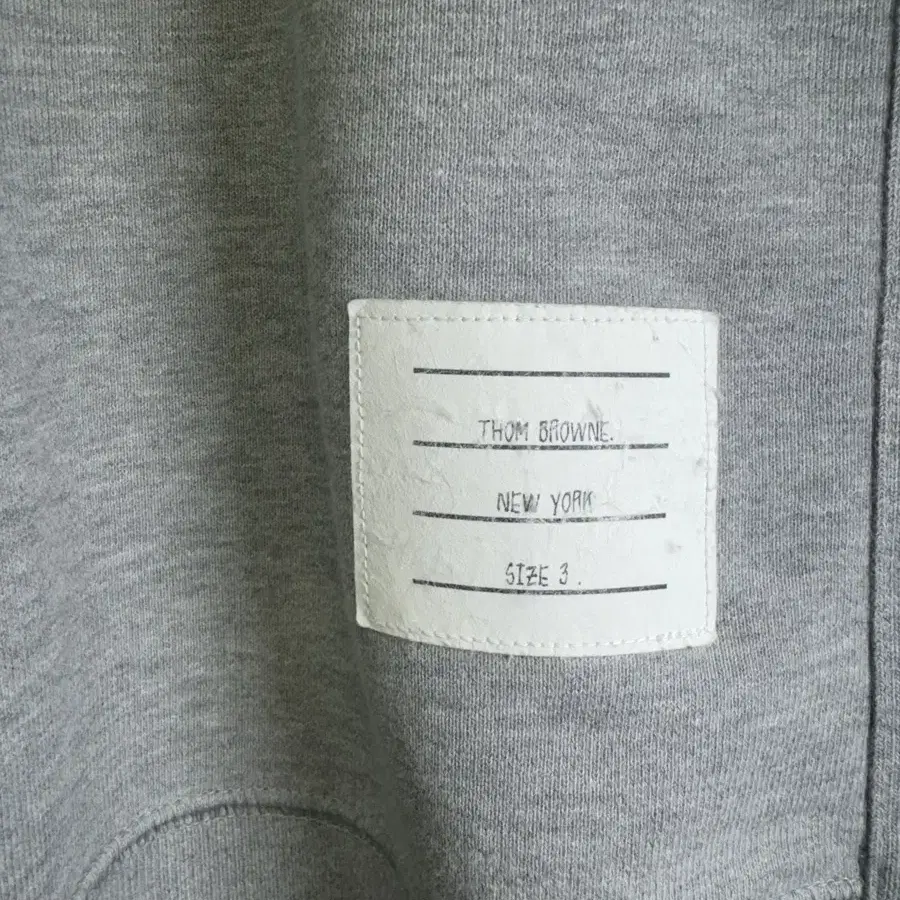 THOM BROWNE.
NEW YORK
SIZE 3 .